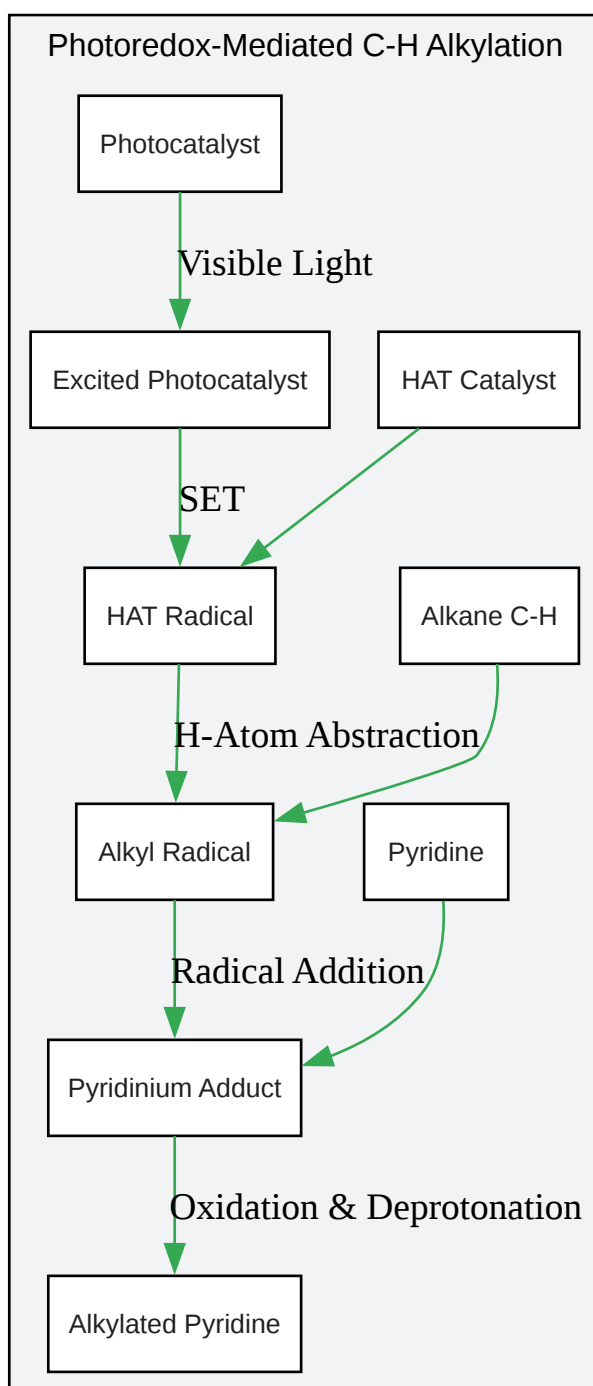 Photoredox-Mediated C-H Alkylation
Photocatalyst
Visible Light
Excited Photocatalyst
HAT Catalyst
SET
HAT Radical
Alkane C-H
H-Atom Abstraction
Alkyl Radical
Pyridine
Radical Addition
Pyridinium Adduct
Oxidation & Deprotonation
Alkylated Pyridine